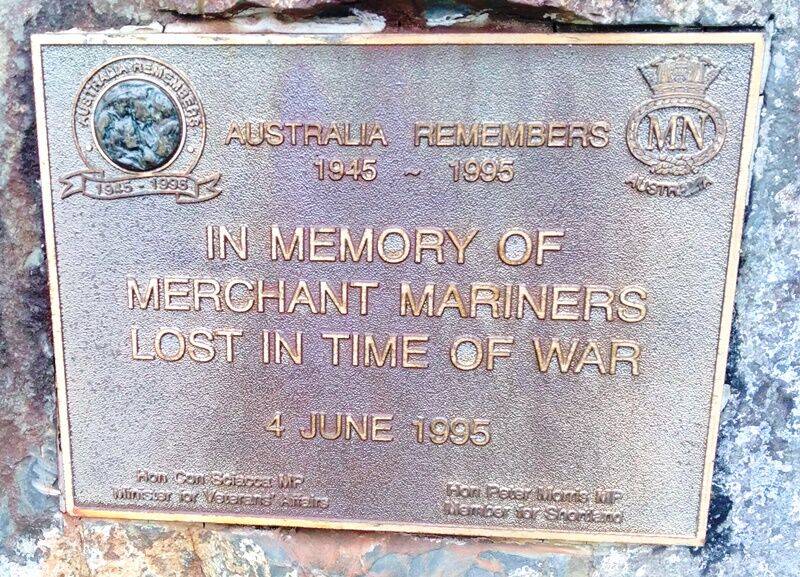 AUSTRALIA REMEMBERS
1945 - 1995
AUSTRALIA REMEMBERS
1945 ~ 1995
MN
AUSTRALIA
IN MEMORY OF
MERCHANT MARINERS
LOST IN TIME OF WAR
4 JUNE 1995
Hon Con Sciacca MP
Minister for Veterans' Affairs
Hon Peter Morris MP
Member for Shortland